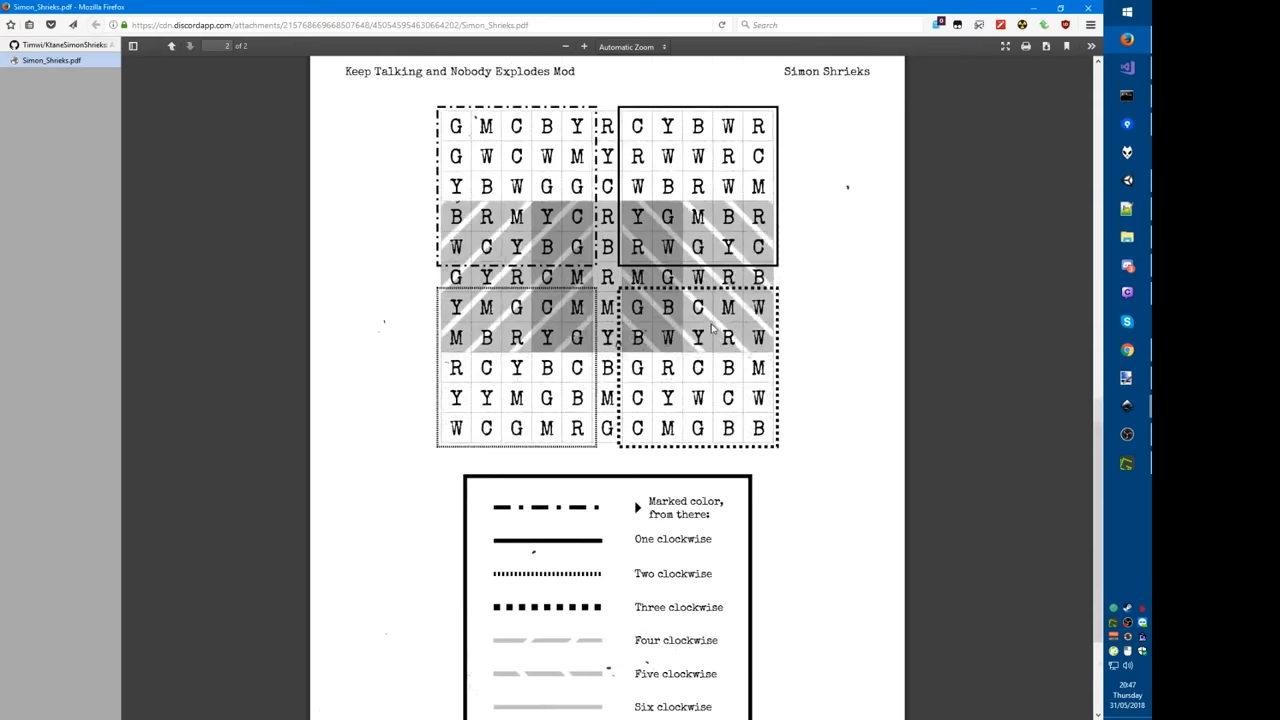 Simon_Shrieks.pdf - Mozilla Firefox
https://cdn.discordapp.com/attachments/215768669668507648/450545954630664202/Simon_Shrieks.pdf
Search
Timwi/KtaneSimonShrieks:
Simon_Shrieks.pdf
2 of 2
Automatic Zoom
Keep Talking and Nobody Explodes Mod
Simon Shrieks
G M C B Y R C Y B W R
G W C W M Y R W W R C
Y B W G G C W B R W M
B R M Y C R Y G M B R
W C Y B G B R W G Y C
G Y R C M R M G W R B
Y M G C M M G B C M W
M B R Y G Y B W Y R W
R C Y B C B G R C B M
Y Y M G B M C Y W C W
W C G M R G C M G B B
Marked color,
from there:
One clockwise
Two clockwise
Three clockwise
Four clockwise
Five clockwise
Six clockwise
20:47
Thursday
31/05/2018